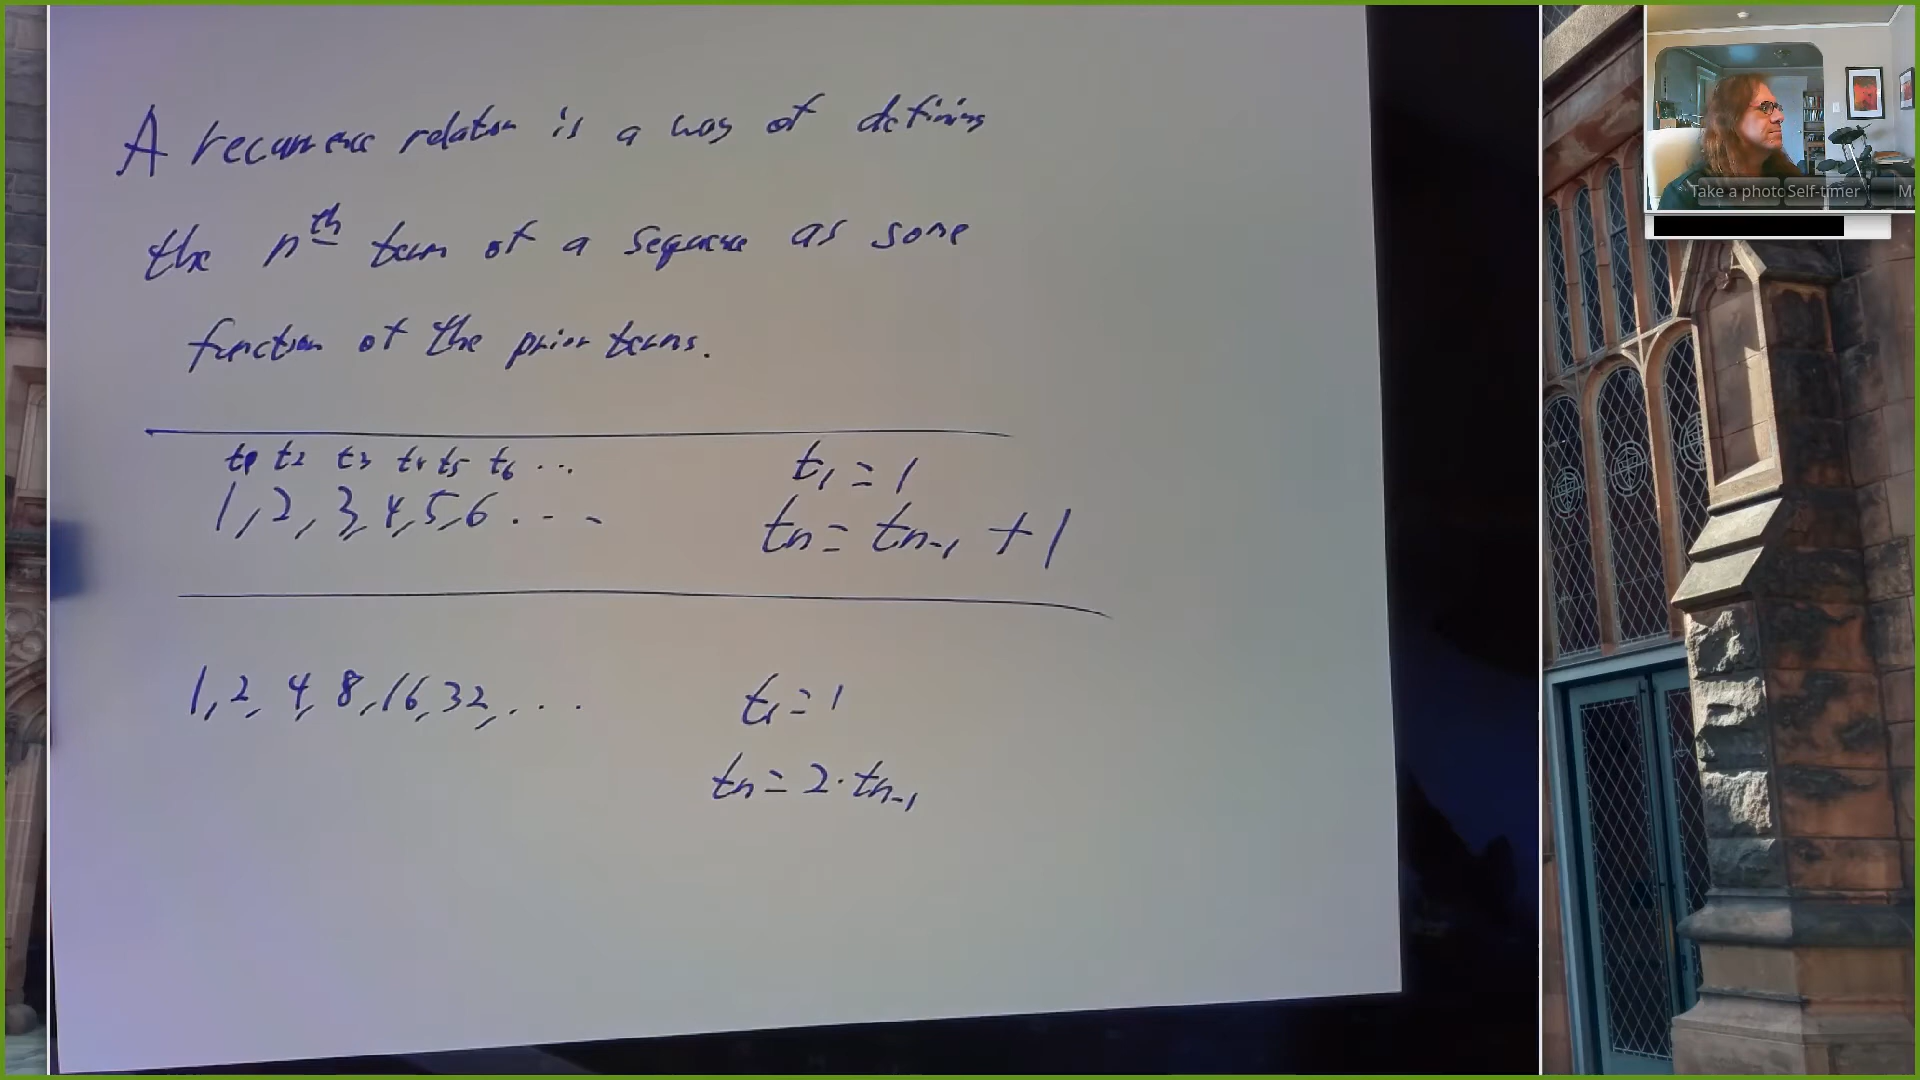 A recurrence relation is a way of defining
the nth term of a sequence as some
function of the prior terms.
t1 t2 t3 t4 t5 t6 ...
1, 2, 3, 4, 5, 6 . . . .
t1 = 1
tn = tn-1 + 1
1, 2, 4, 8, 16, 32, . . .
t1 = 1
tn = 2 · tn-1
Take a photo Self-timer